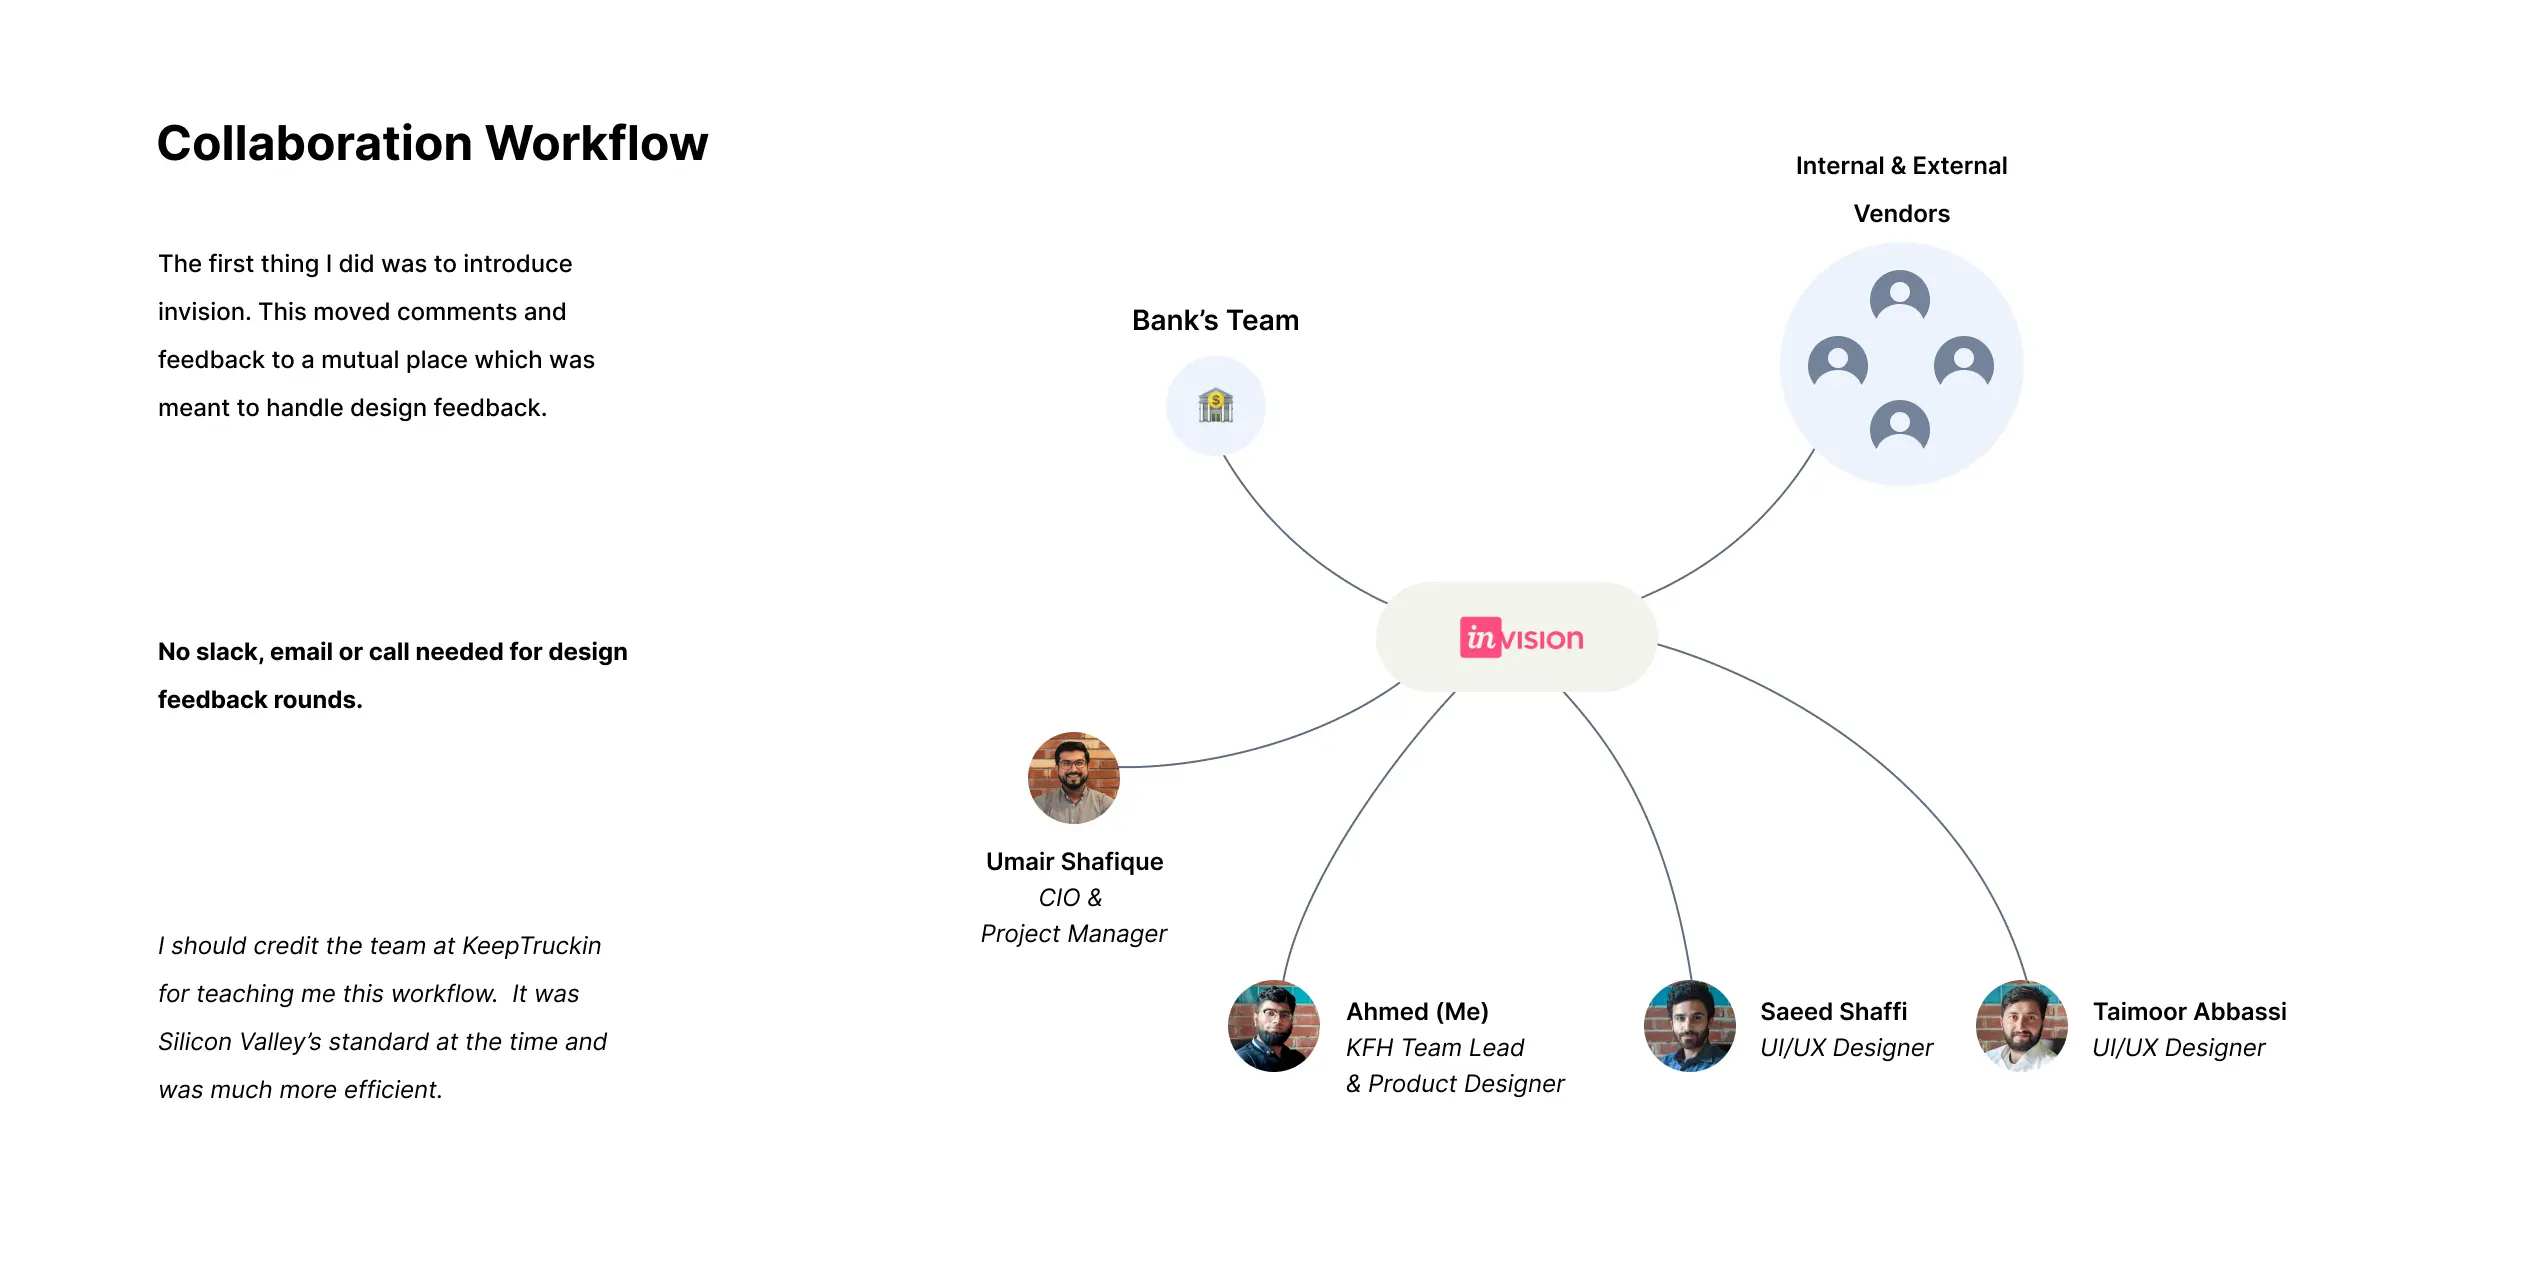 Collaboration Workflow
The first thing I did was to introduce
invision. This moved comments and
feedback to a mutual place which was
meant to handle design feedback.
No slack, email or call needed for design
feedback rounds.
I should credit the team at KeepTruckin
for teaching me this workflow.  It was
Silicon Valley’s standard at the time and
was much more efficient.
Internal & External
Vendors
Bank’s Team
$
invision
Umair Shafique
CIO &
Project Manager
Ahmed (Me)
KFH Team Lead
& Product Designer
Saeed Shaffi
UI/UX Designer
Taimoor Abbassi
UI/UX Designer